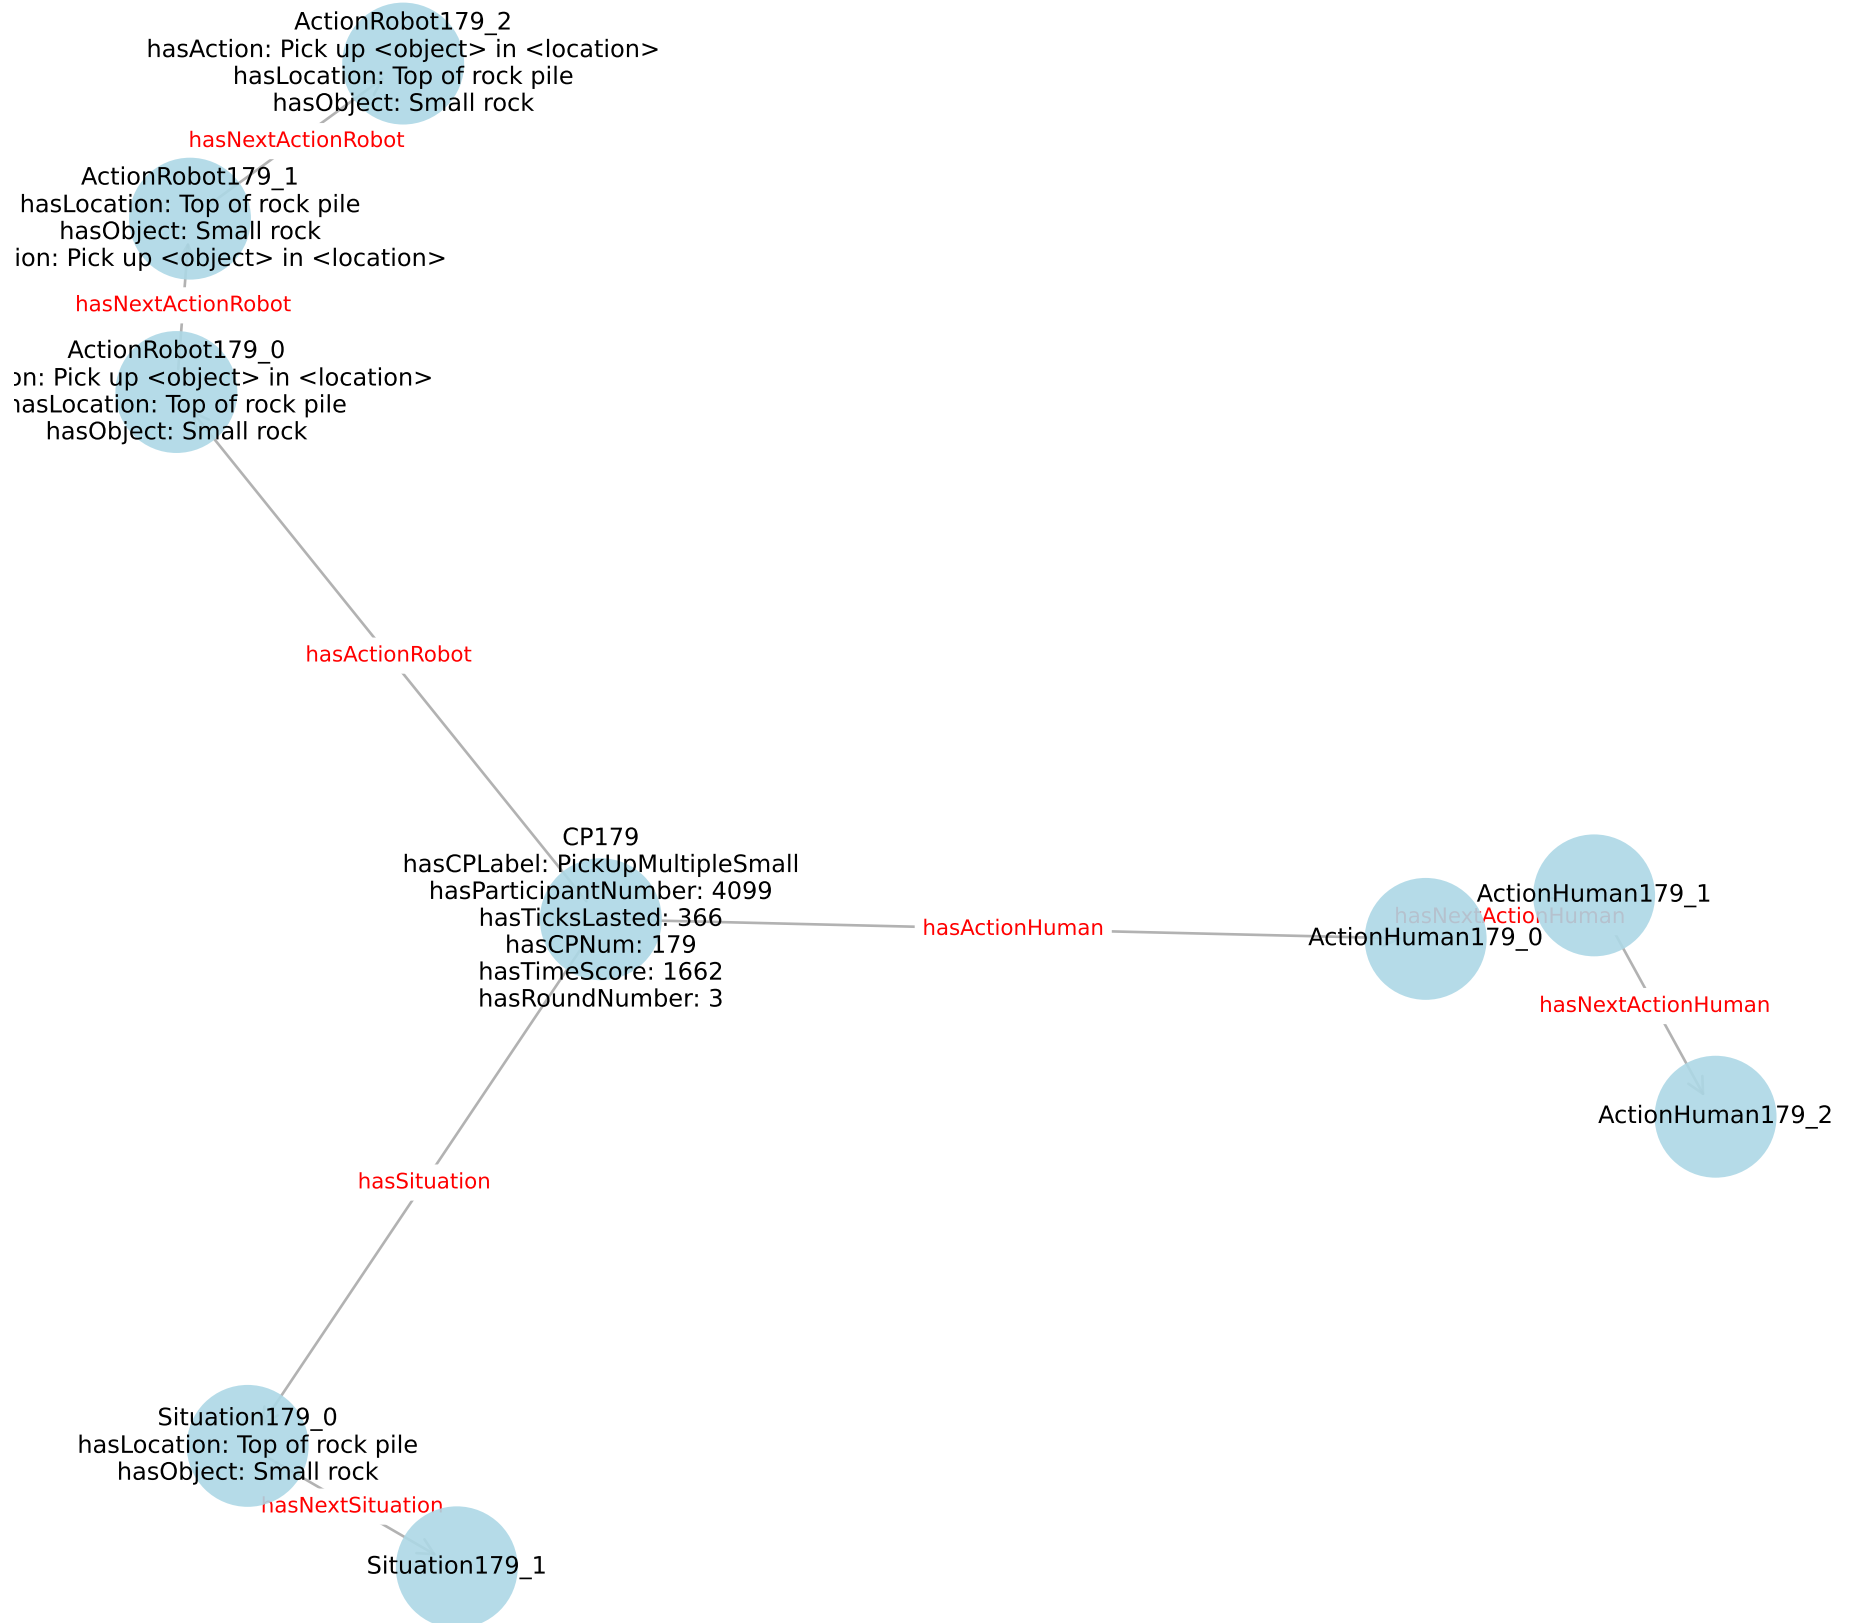 ActionRobot179_2
hasAction: Pick up <object> in <location>
hasLocation: Top of rock pile
hasObject: Small rock
hasNextActionRobot
ActionRobot179_1
hasLocation: Top of rock pile
hasObject: Small rock
ion: Pick up <object> in <location>
hasNextActionRobot
ActionRobot179_0
on: Pick up <object> in <location>
hasLocation: Top of rock pile
hasObject: Small rock
hasActionRobot
CP179
hasCPLabel: PickUpMultipleSmall
hasParticipantNumber: 4099
hasTicksLasted: 366
hasCPNum: 179
hasTimeScore: 1662
hasRoundNumber: 3
hasActionHuman
ActionHuman179_1
hasNextActionHuman
ActionHuman179_0
hasNextActionHuman
ActionHuman179_2
hasSituation
Situation179_0
hasLocation: Top of rock pile
hasObject: Small rock
hasNextSituation
Situation179_1